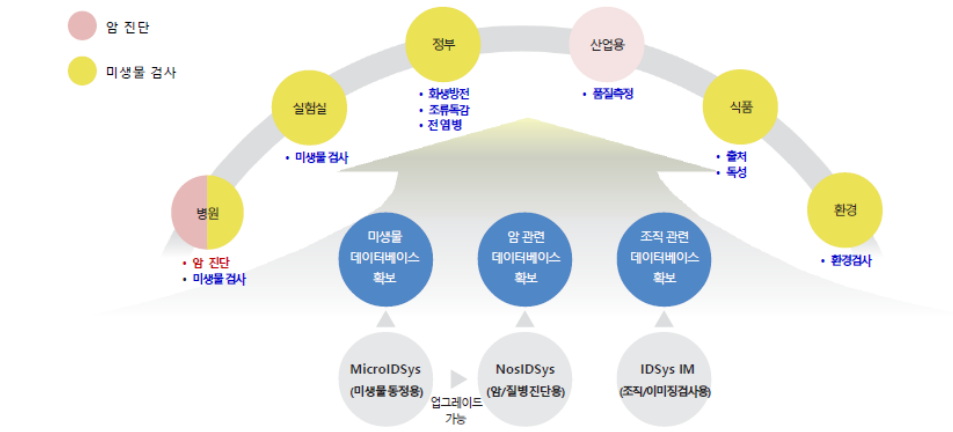 암 진단
미생물 검사
정부
• 화생방전
• 조류독감
• 전염병
산업용
• 품질측정
실험실
• 미생물 검사
식품
• 출처
• 독성
병원
• 암 진단
• 미생물 검사
환경
• 환경검사
미생물
데이터베이스
확보
암 관련
데이터베이스
확보
조직 관련
데이터베이스
확보
MicroIDSys
(미생물동정용)
업그레이드
가능
NosIDSys
(암/질병진단용)
IDSys IM
(조직/이미징검사용)